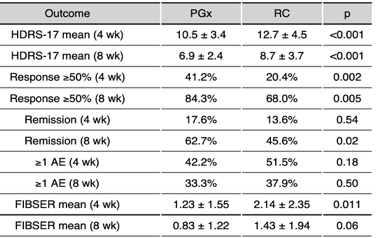 Outcome PGx RC p
HDRS-17 mean (4 wk) 10.5 ± 3.4 12.7 ± 4.5 <0.001
HDRS-17 mean (8 wk) 6.9 ± 2.4 8.7 ± 3.7 <0.001
Response ≥50% (4 wk) 41.2% 20.4% 0.002
Response ≥50% (8 wk) 84.3% 68.0% 0.005
Remission (4 wk) 17.6% 13.6% 0.54
Remission (8 wk) 62.7% 45.6% 0.02
≥1 AE (4 wk) 42.2% 51.5% 0.18
≥1 AE (8 wk) 33.3% 37.9% 0.50
FIBSER mean (4 wk) 1.23 ± 1.55 2.14 ± 2.35 0.011
FIBSER mean (8 wk) 0.83 ± 1.22 1.43 ± 1.94 0.06